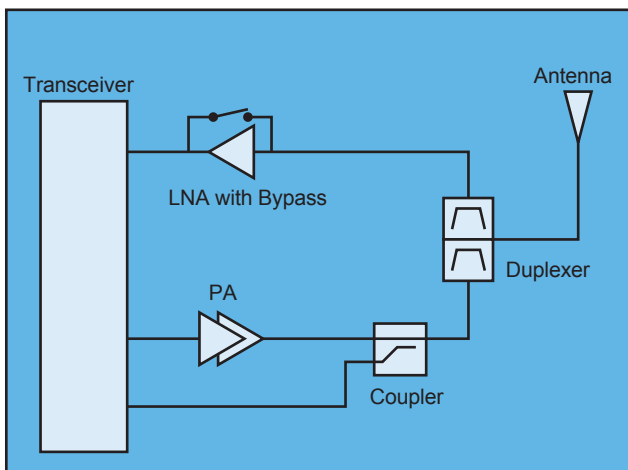 Transceiver
Antenna
LNA with Bypass
Duplexer
PA
Coupler